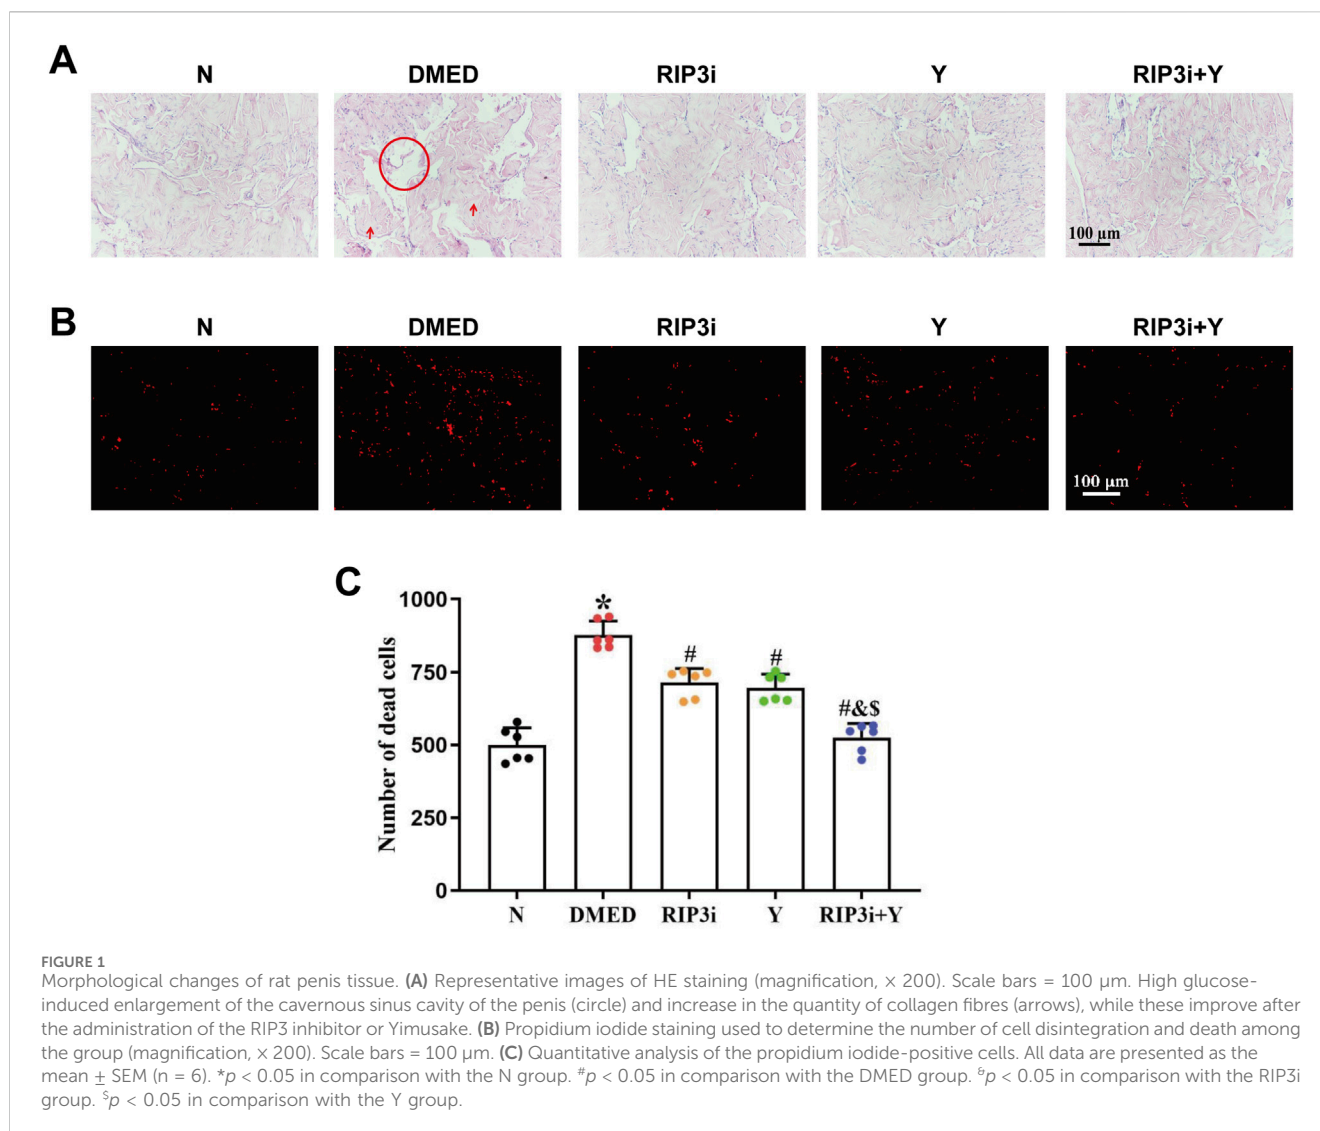 A
N DMED RIP3i Y RIP3i+Y
100 µm
B
N DMED RIP3i Y RIP3i+Y
100 µm
C
Number of dead cells
1000
750
500
250
0
*
#
#
#&$
N DMED RIP3i Y RIP3i+Y
FIGURE 1
Morphological changes of rat penis tissue. (A) Representative images of HE staining (magnification, × 200). Scale bars = 100 µm. High glucose-
induced enlargement of the cavernous sinus cavity of the penis (circle) and increase in the quantity of collagen fibres (arrows), while these improve after
the administration of the RIP3 inhibitor or Yimusake. (B) Propidium iodide staining used to determine the number of cell disintegration and death among
the group (magnification, × 200). Scale bars = 100 µm. (C) Quantitative analysis of the propidium iodide-positive cells. All data are presented as the
mean ± SEM (n = 6). *p < 0.05 in comparison with the N group. #p < 0.05 in comparison with the DMED group. &p < 0.05 in comparison with the RIP3i
group. $p < 0.05 in comparison with the Y group.